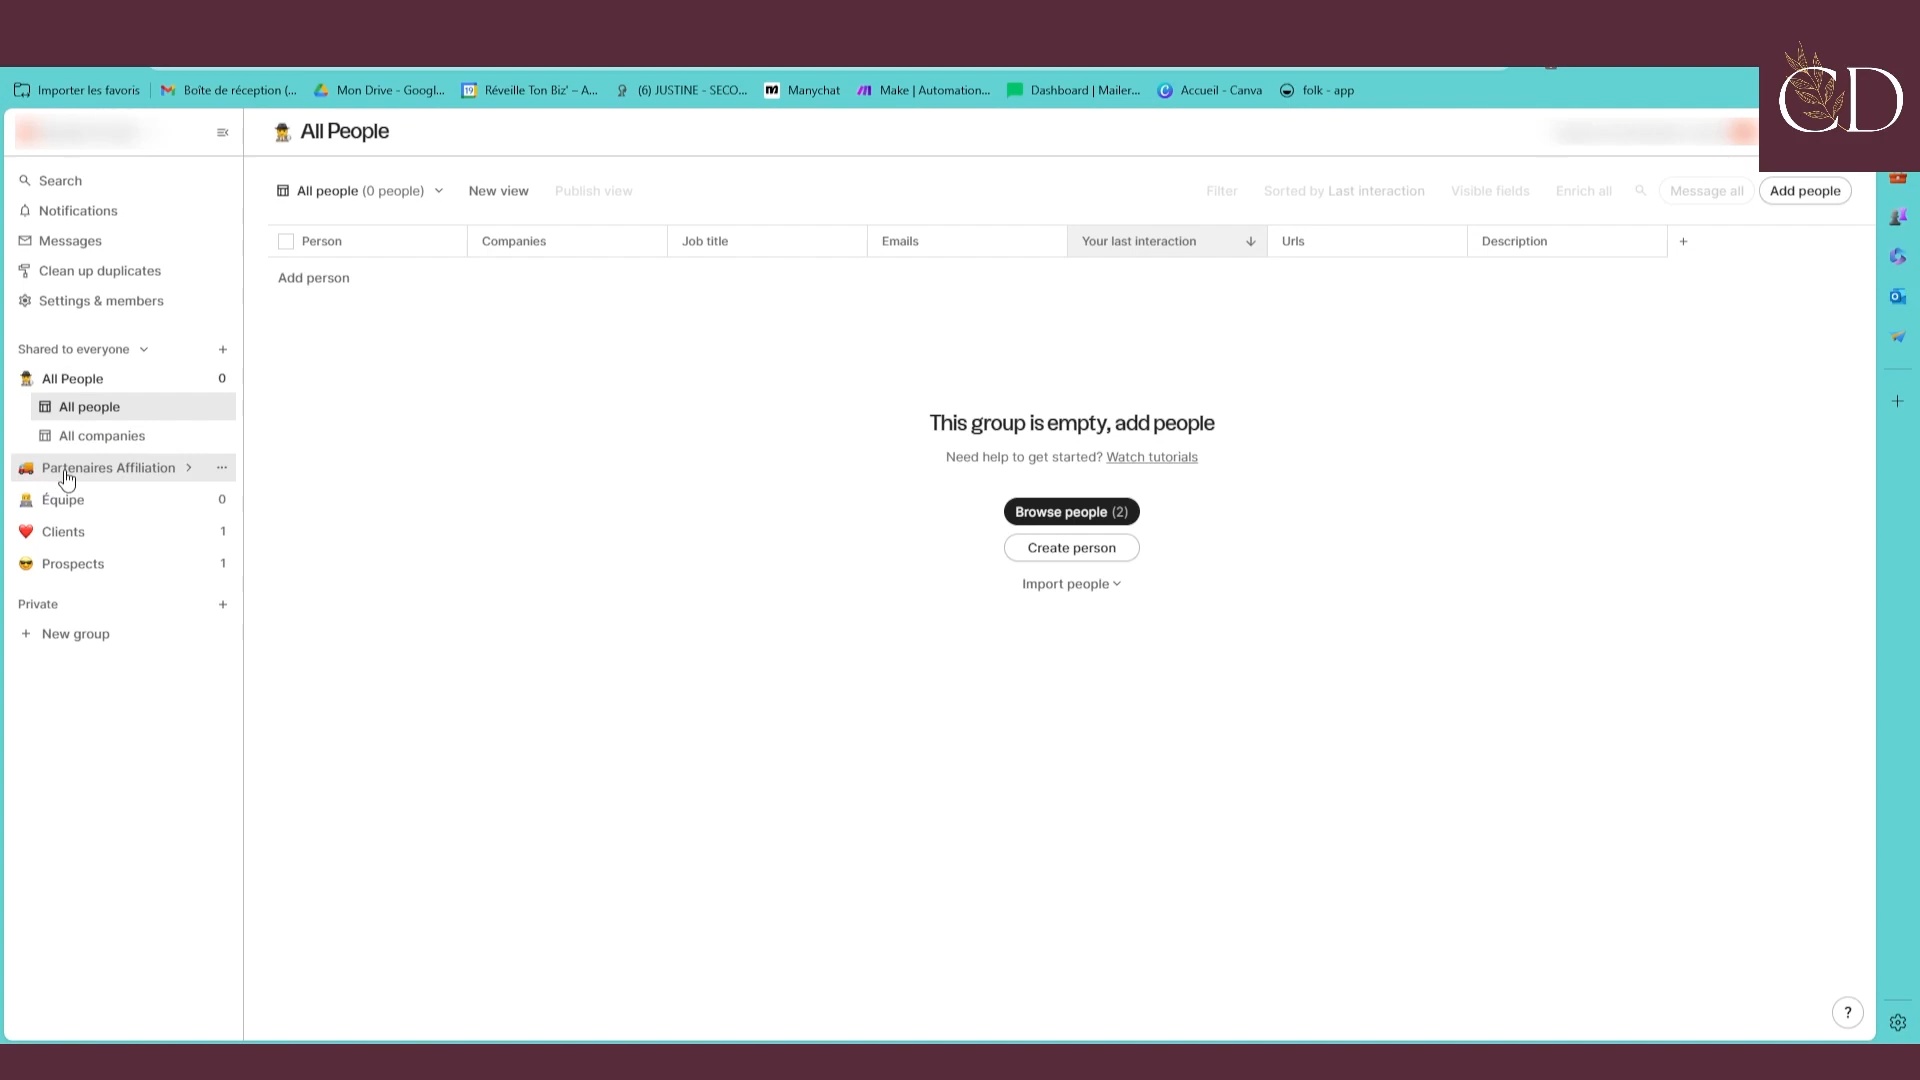 Importer les favoris
Boîte de réception (...
Mon Drive - Googl...
19
Réveille Ton Biz' – A...
(6) JUSTINE - SECO...
Manychat
Make | Automation...
Dashboard | Mailer...
Accueil - Canva
folk - app
CD
All People
Search
Notifications
Messages
Clean up duplicates
Settings & members
All people (0 people)
New view
Publish view
Filter
Sorted by Last interaction
Visible fields
Enrich all
Message all
Add people
Person
Companies
Job title
Emails
Your last interaction
Urls
Description
+
Add person
Shared to everyone
+
All People 0
All people
All companies
Partenaires Affiliation ...
Équipe 0
Clients 1
Prospects 1
Private +
+ New group
This group is empty, add people
Need help to get started? Watch tutorials
Browse people (2)
Create person
Import people
?